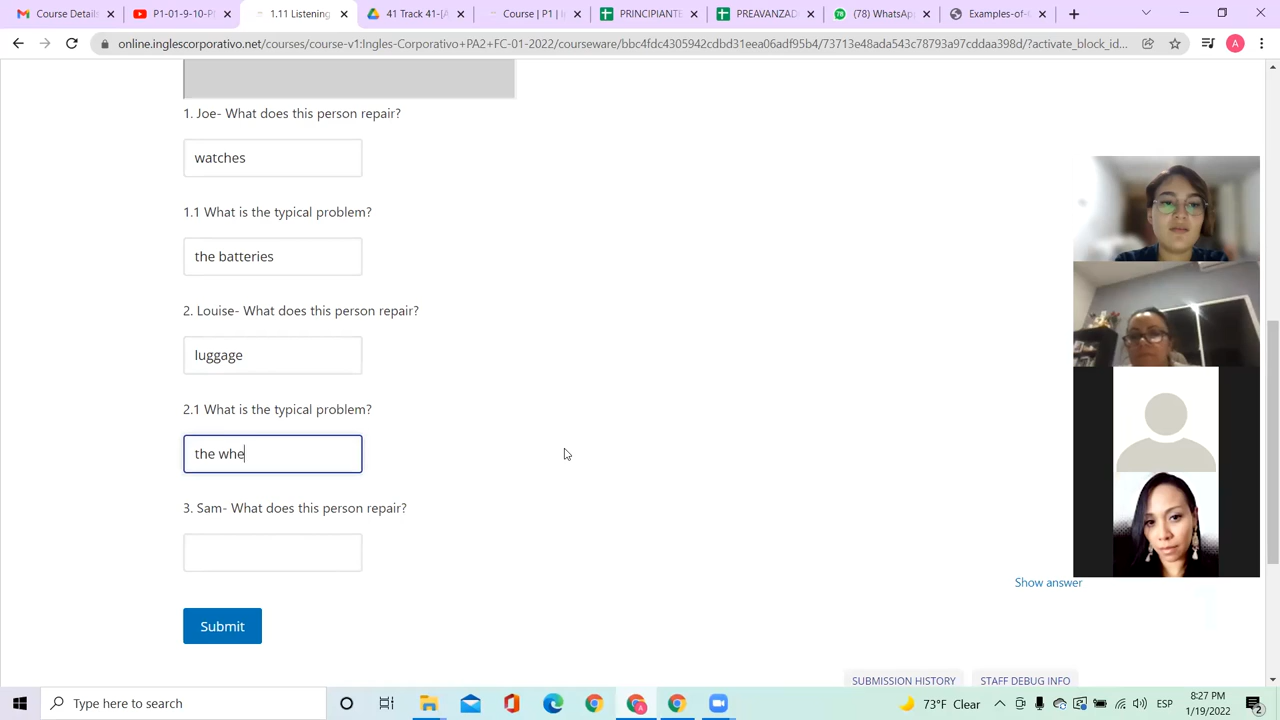 Course Details
P1-0-9-10-P
1.11 Listening
41 Track 41-[A
Course | P1 | I
PRINCIPIANTE
PREAVANZAD
(78) WhatsApp
Examples-of-
online.inglescorporativo.net/courses/course-v1:Ingles-Corporativo+PA2+EC01-2022/courseware/bbc4fdc4305942cdbd31eea06adf95b4/73713e48ada543c78793a97cddaa398d/?activate_block_id...
1. Joe- What does this person repair?
watches
1.1 What is the typical problem?
the batteries
2. Louise- What does this person repair?
luggage
2.1 What is the typical problem?
the whe
3. Sam- What does this person repair?
Show answer
Submit
SUBMISSION HISTORY
STAFF DEBUG INFO
Type here to search
73°F Clear
ESP
8:27 PM
1/19/2022
2